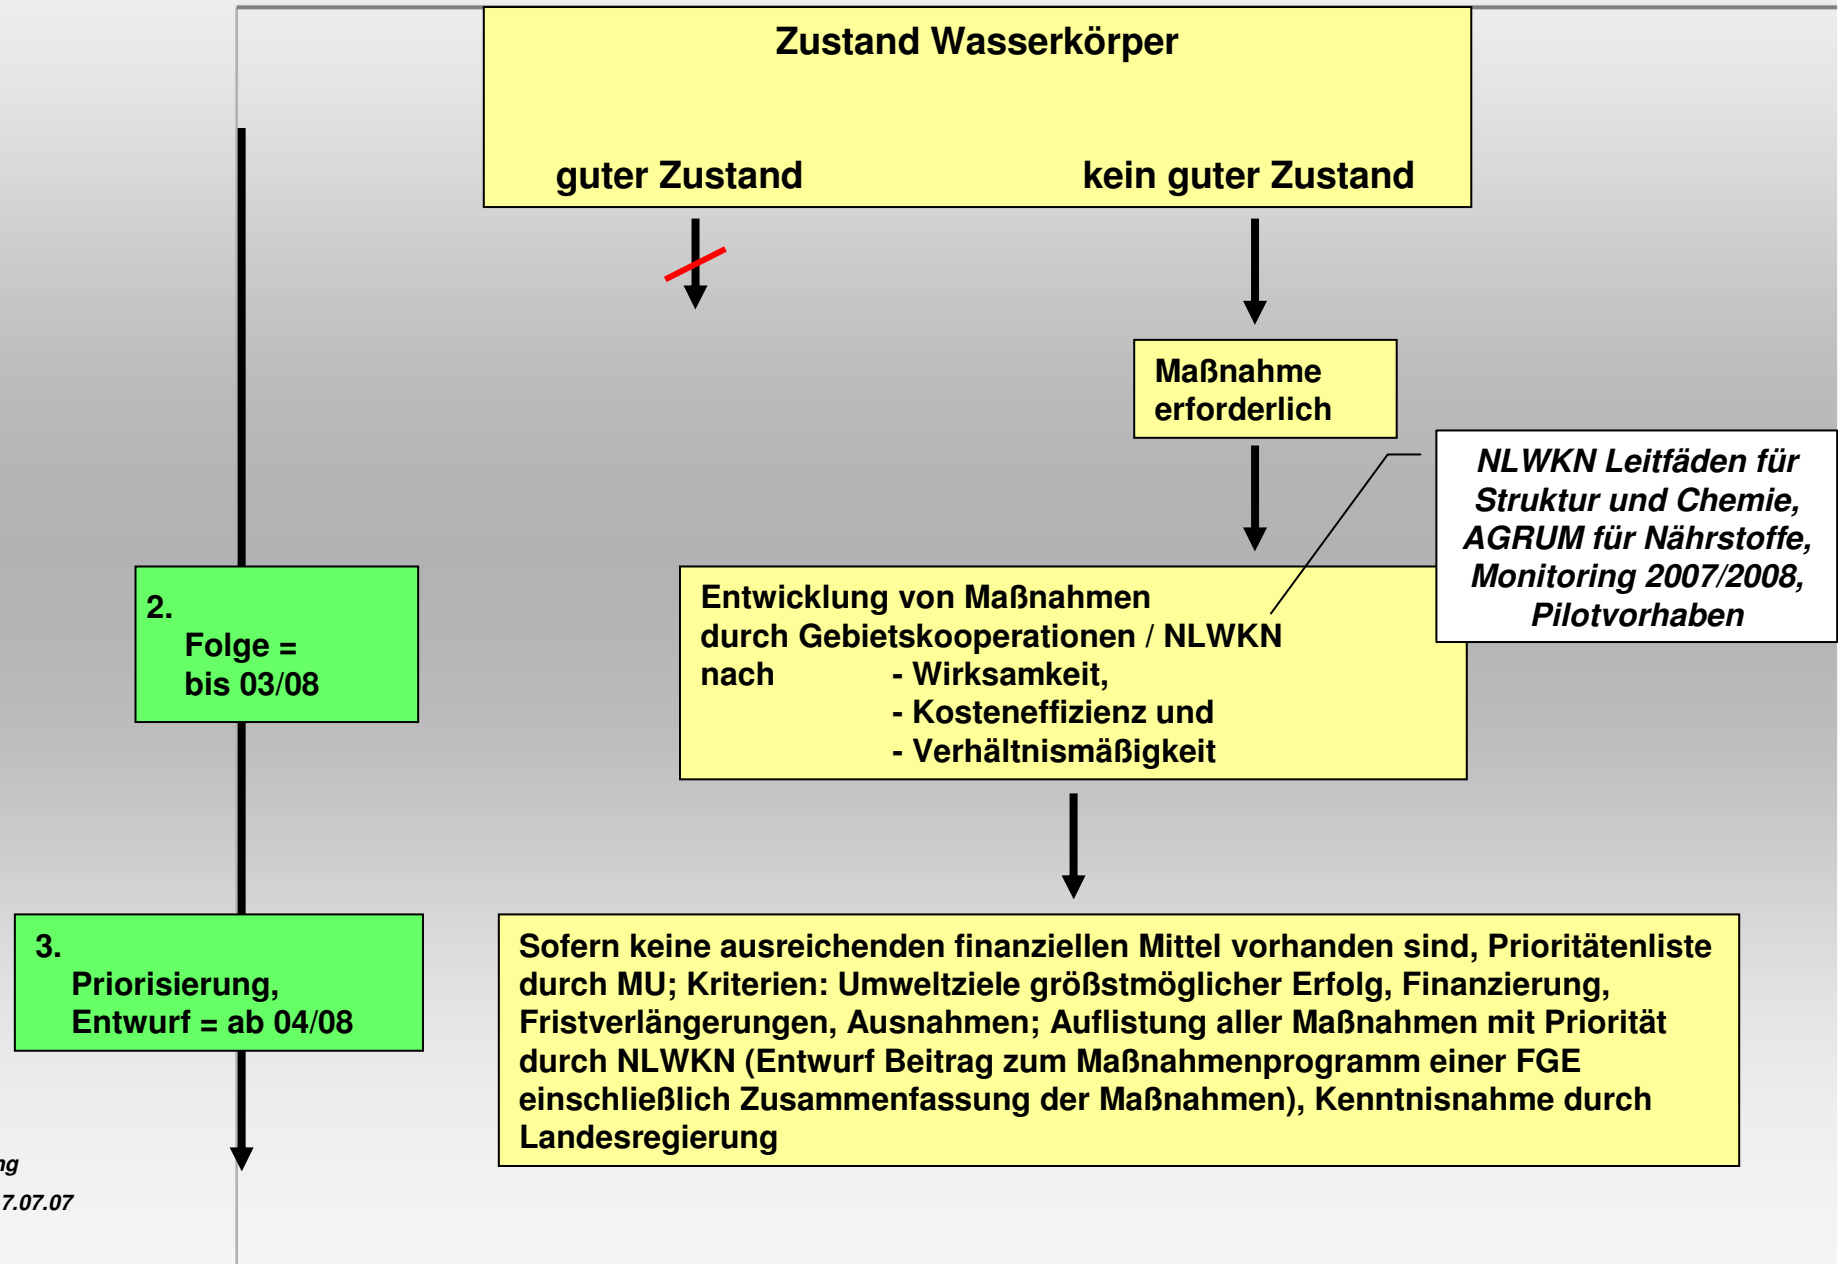 Zustand Wasserkörper
guter Zustand kein guter Zustand
Maßnahme
erforderlich
NLWKN Leitfäden für
Struktur und Chemie,
AGRUM für Nährstoffe,
Monitoring 2007/2008,
Pilotvorhaben
2.
Folge =
bis 03/08
Entwicklung von Maßnahmen
durch Gebietskooperationen / NLWKN
nach - Wirksamkeit,
- Kosteneffizienz und
- Verhältnismäßigkeit
3.
Priorisierung,
Entwurf = ab 04/08
Sofern keine ausreichenden finanziellen Mittel vorhanden sind, Prioritätenliste
durch MU; Kriterien: Umweltziele größstmöglicher Erfolg, Finanzierung,
Fristverlängerungen, Ausnahmen; Auflistung aller Maßnahmen mit Priorität
durch NLWKN (Entwurf Beitrag zum Maßnahmenprogramm einer FGE
einschließlich Zusammenfassung der Maßnahmen), Kenntnisnahme durch
Landesregierung
7.07.07